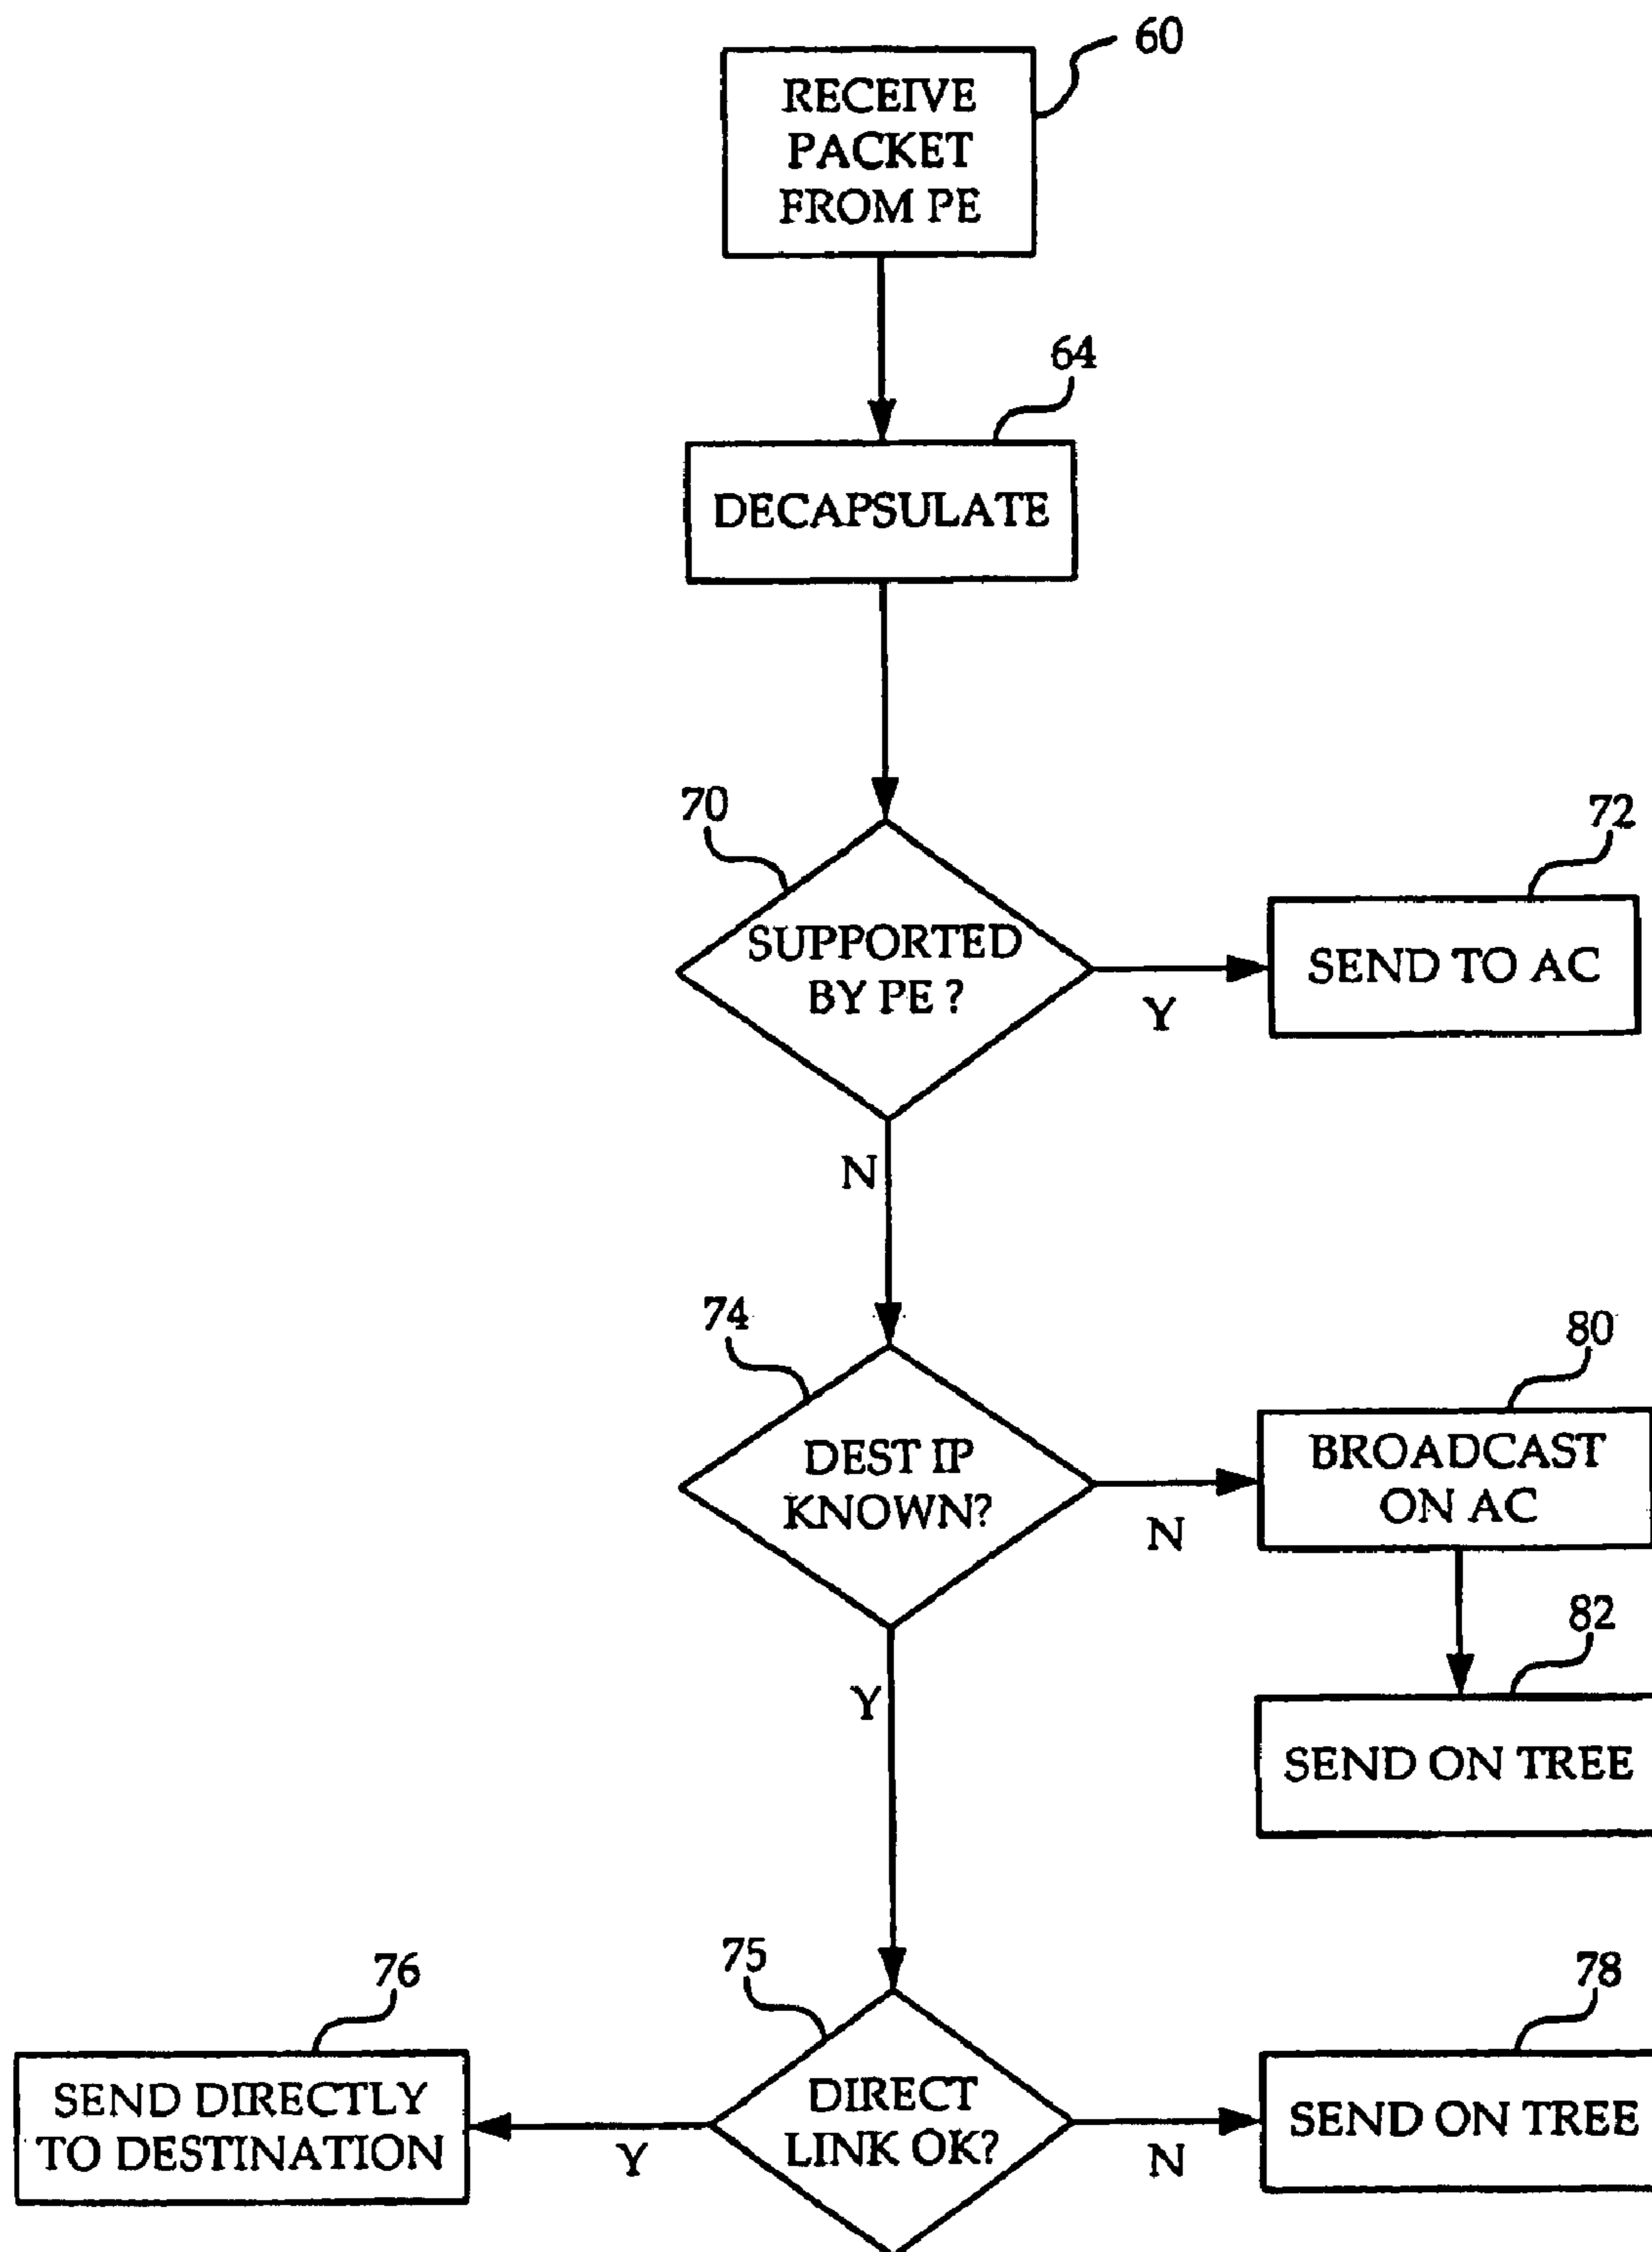 60
RECEIVE
PACKET
FROM PE
64
DECAPSULATE
70
72
SUPPORTED
BY PE ?
SEND TO AC
Y
N
74
80
DEST IP
KNOWN?
BROADCAST
ON AC
N
82
Y
SEND ON TREE
76
75
78
SEND DIRECTLY
TO DESTINATION
DIRECT
LINK OK?
SEND ON TREE
Y
N